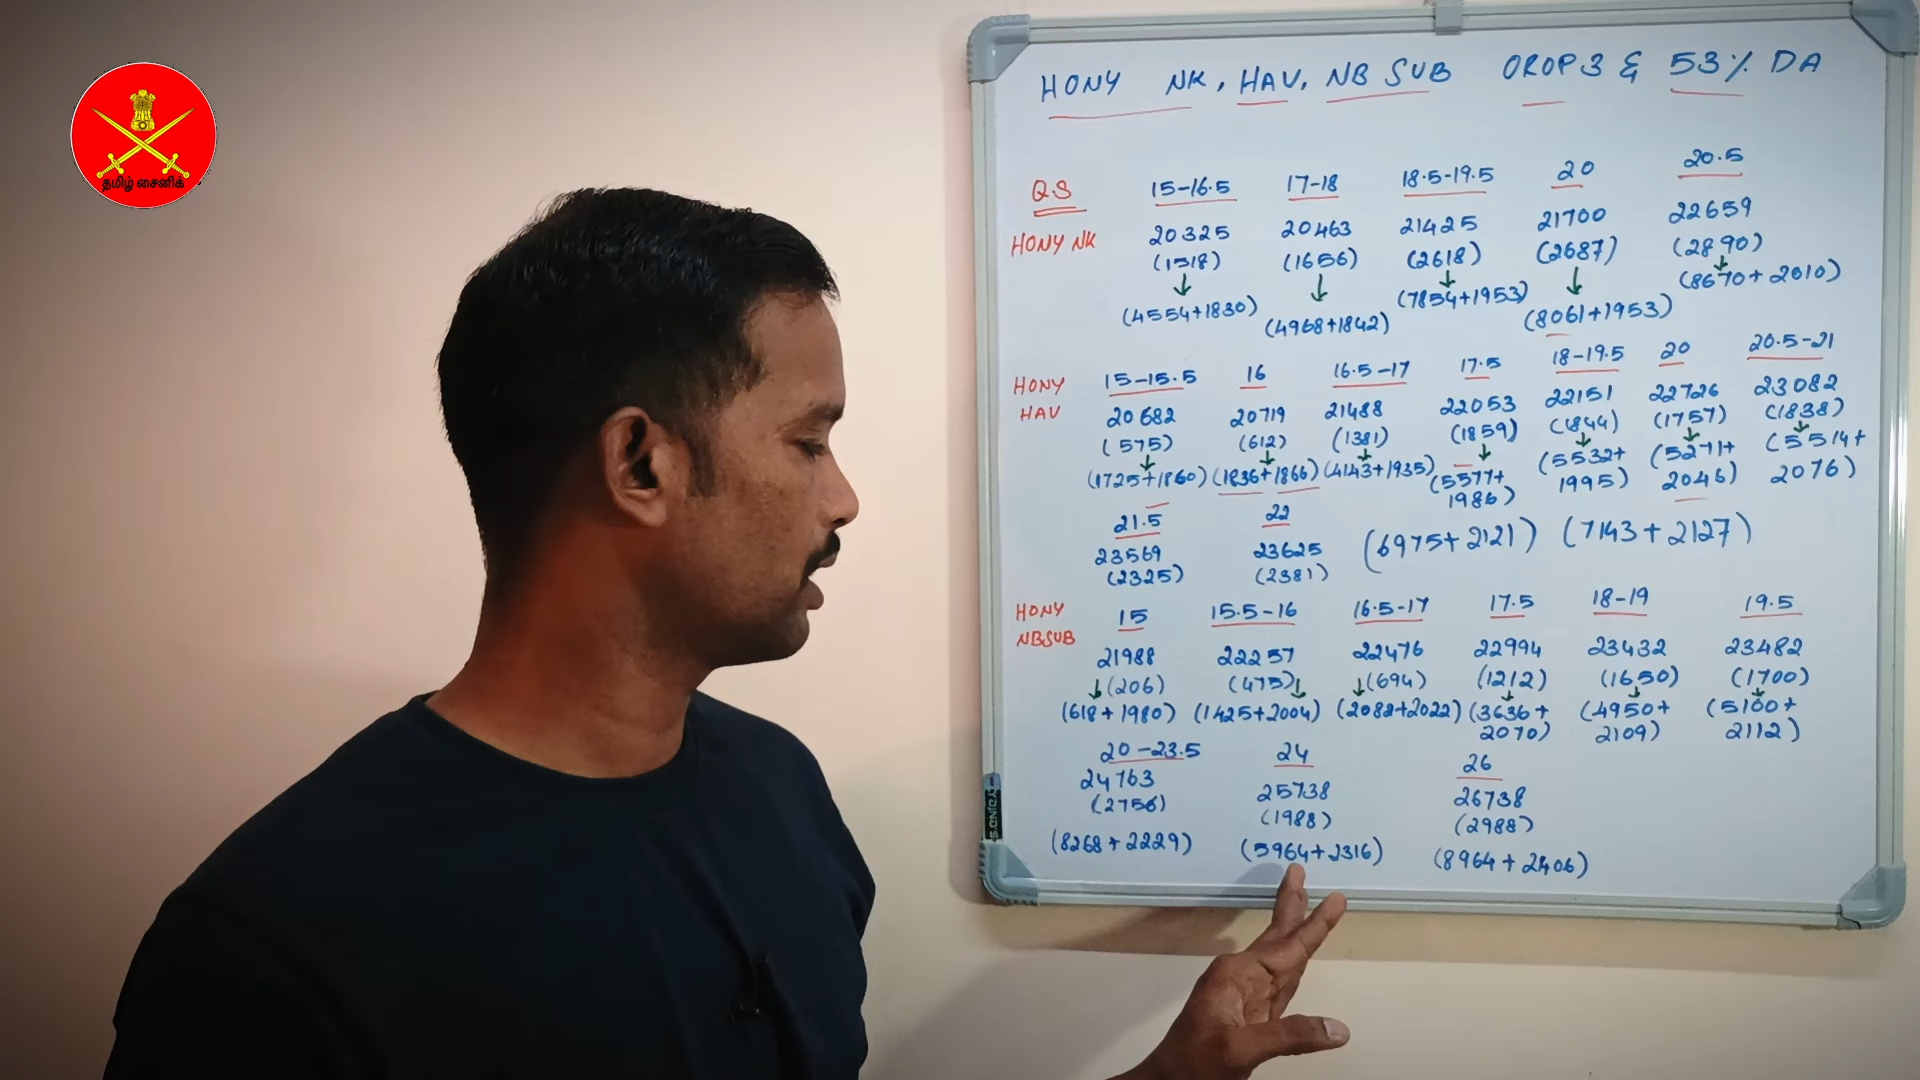 தமிழ் சைனிக்
HONY NK, HAV, NB SUB OROP3 & 53% DA
Q.S 15-16.5 17-18 18.5-19.5 20 20.5
HONY NK 20325 20463 21425 21700 22659
(1518) (1656) (2618) (2687) (2890)
(4554+1830) (4968+1842) (7854+1953) (8061+1953) (8670+2010)
HONY HAV 15-15.5 16 16.5-17 17.5 18-19.5 20 20.5-21
20682 20719 21488 22053 22151 22726 23082
(575) (612) (1381) (1859) (1844) (1757) (1838)
(1725+1860) (1836+1866) (4143+1935) (5577+1986) (5532+1995) (5271+2046) (5514+2076)
21.5 22
23569 23625 (6975+2121) (7143+2127)
(2325) (2381)
HONY NBSUB 15 15.5-16 16.5-17 17.5 18-19 19.5
21988 22257 22476 22994 23432 23482
(206) (475) (694) (1212) (1650) (1700)
(618+1980) (1425+2004) (2082+2022) (3636+2070) (4950+2109) (5100+2112)
20-23.5 24 26
24763 25738 26738
(2756) (1988) (2988)
(8268+2229) (5964+2316) (8964+2406)